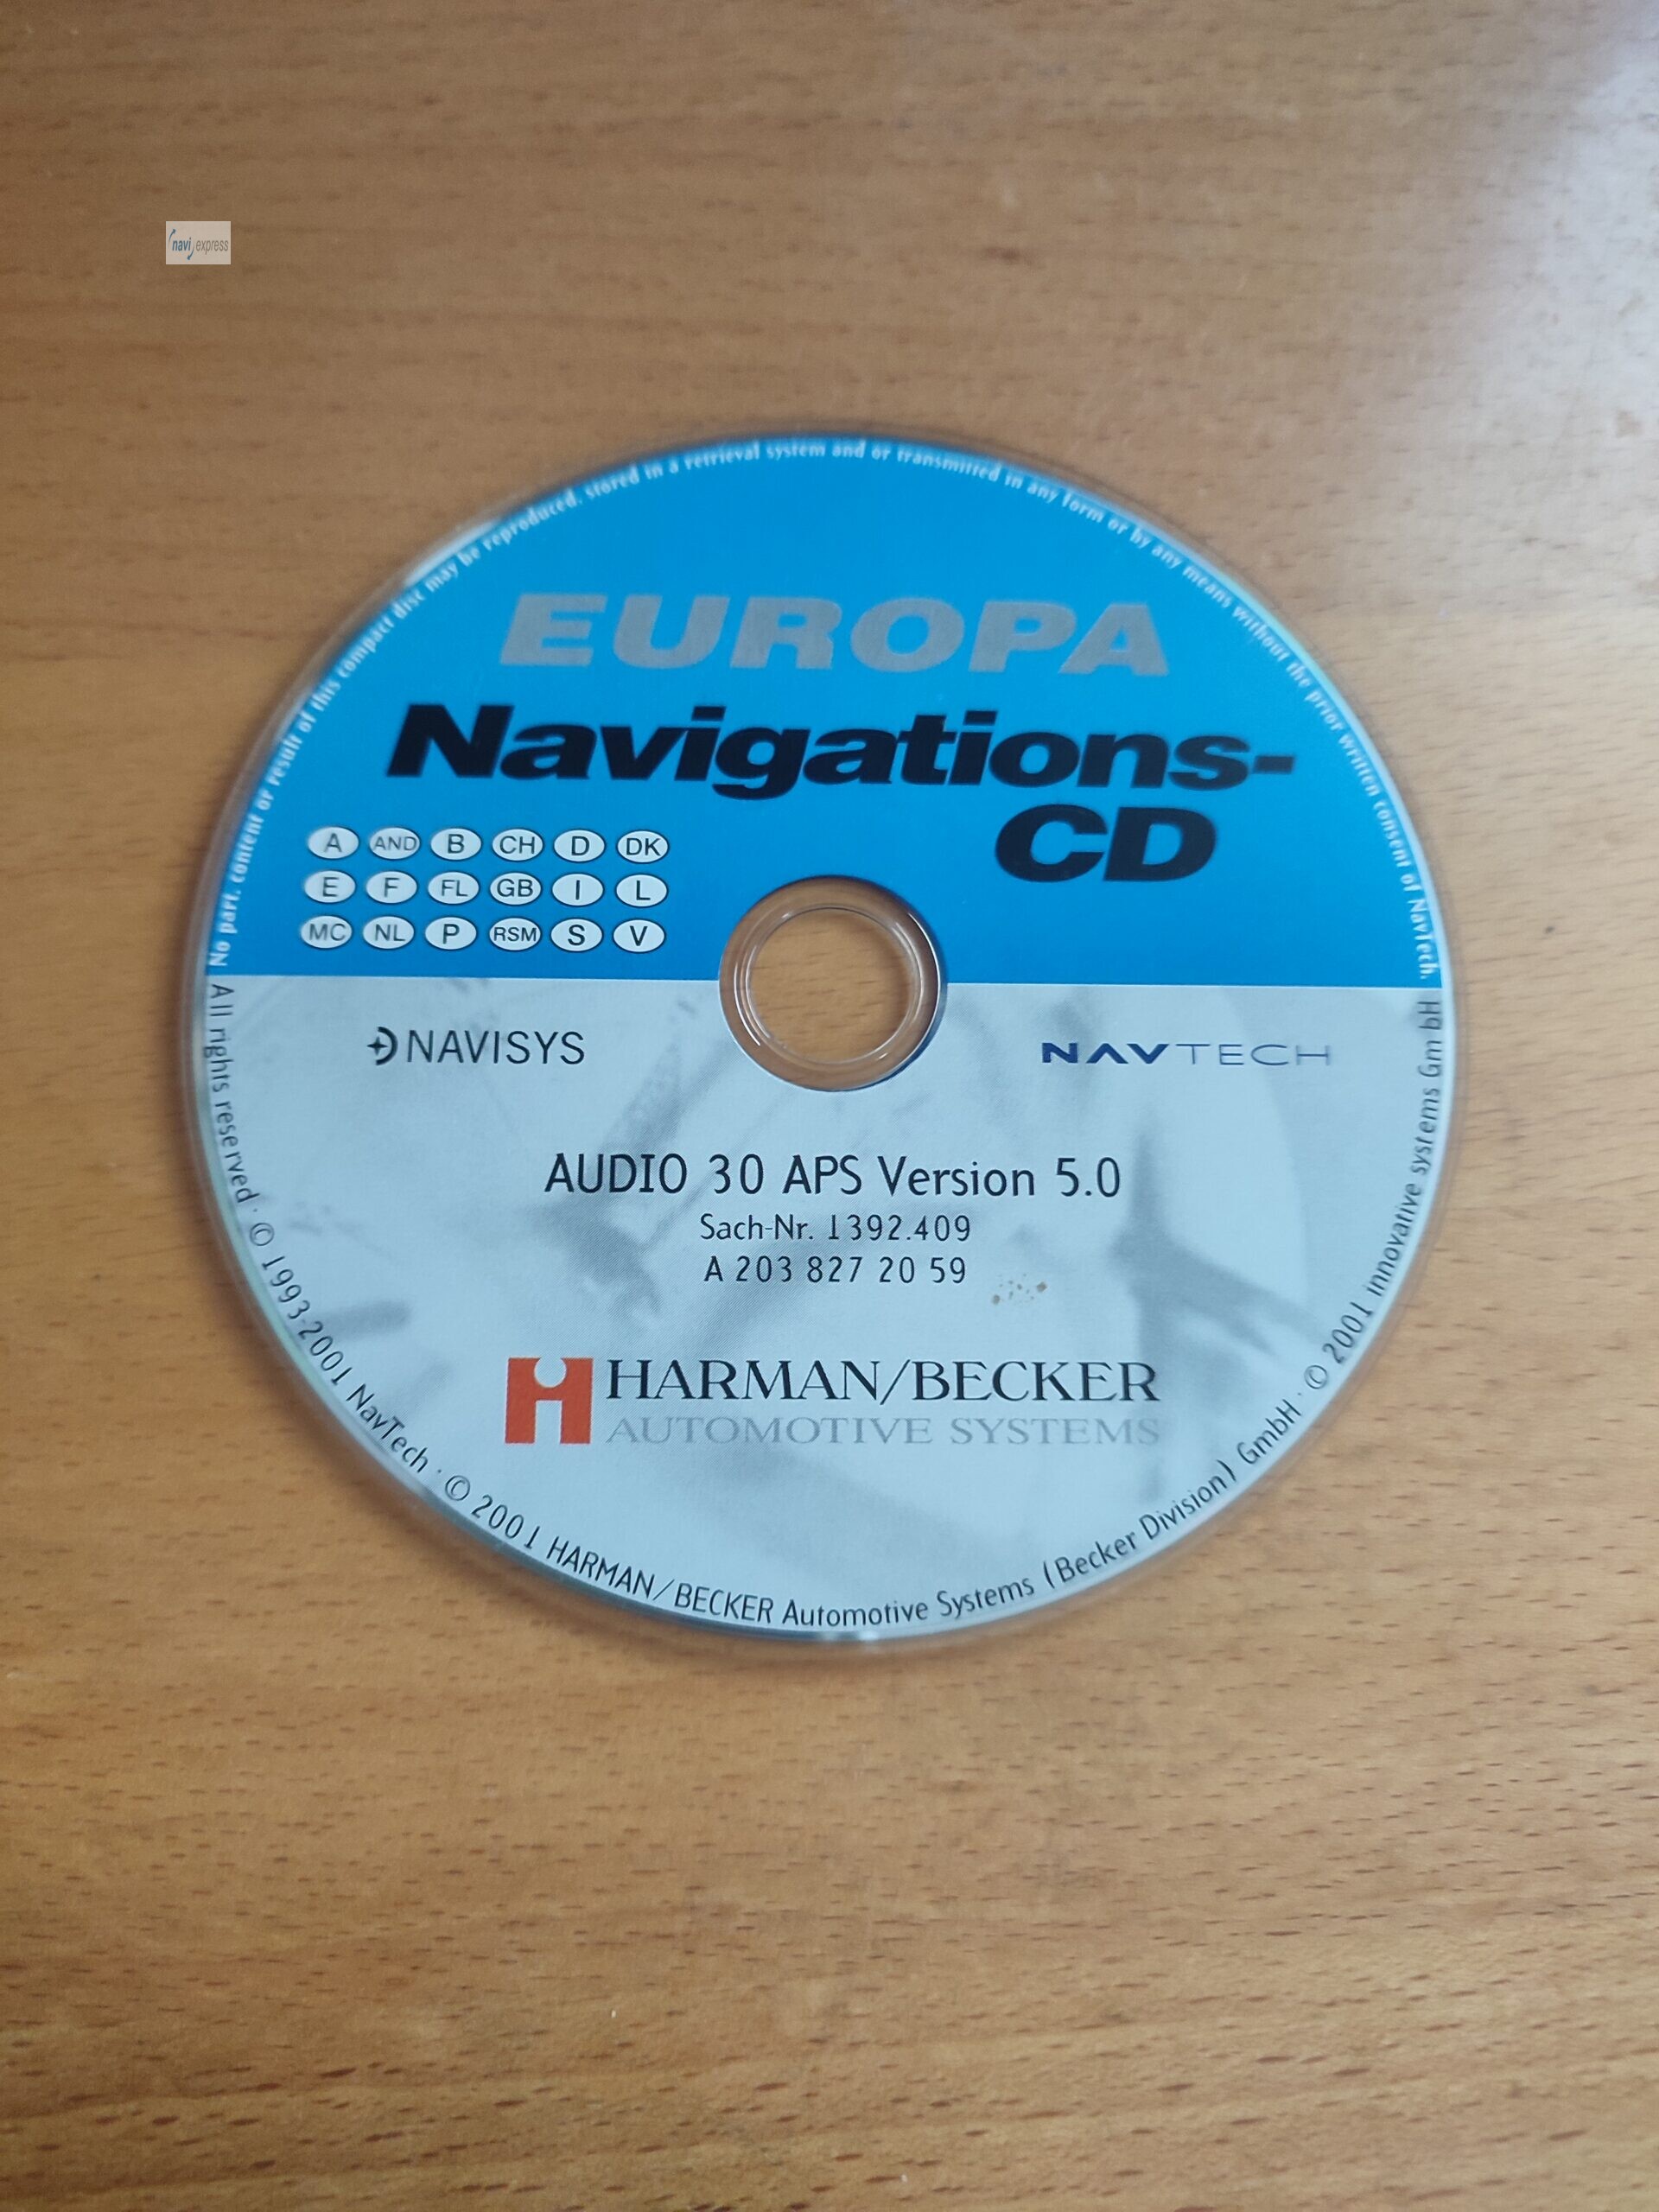 navi express
No part, content or result of this compact disc may be reproduced, stored in a retrieval system and or transmitted in any form or by any means without the prior written consent of NavTech.
EUROPA
Navigations-
CD
A AND B CH D DK
E F FL GB I L
MC NL P RSM S V
NAVISYS
NAVTECH
AUDIO 30 APS Version 5.0
Sach-Nr. 1392.409
A 203 827 20 59
HARMAN/BECKER
AUTOMOTIVE SYSTEMS
All rights reserved · © 1993-2001 NavTech · © 2001 HARMAN/BECKER Automotive Systems (Becker Division) GmbH · © 2001 innovative systems Gm bH